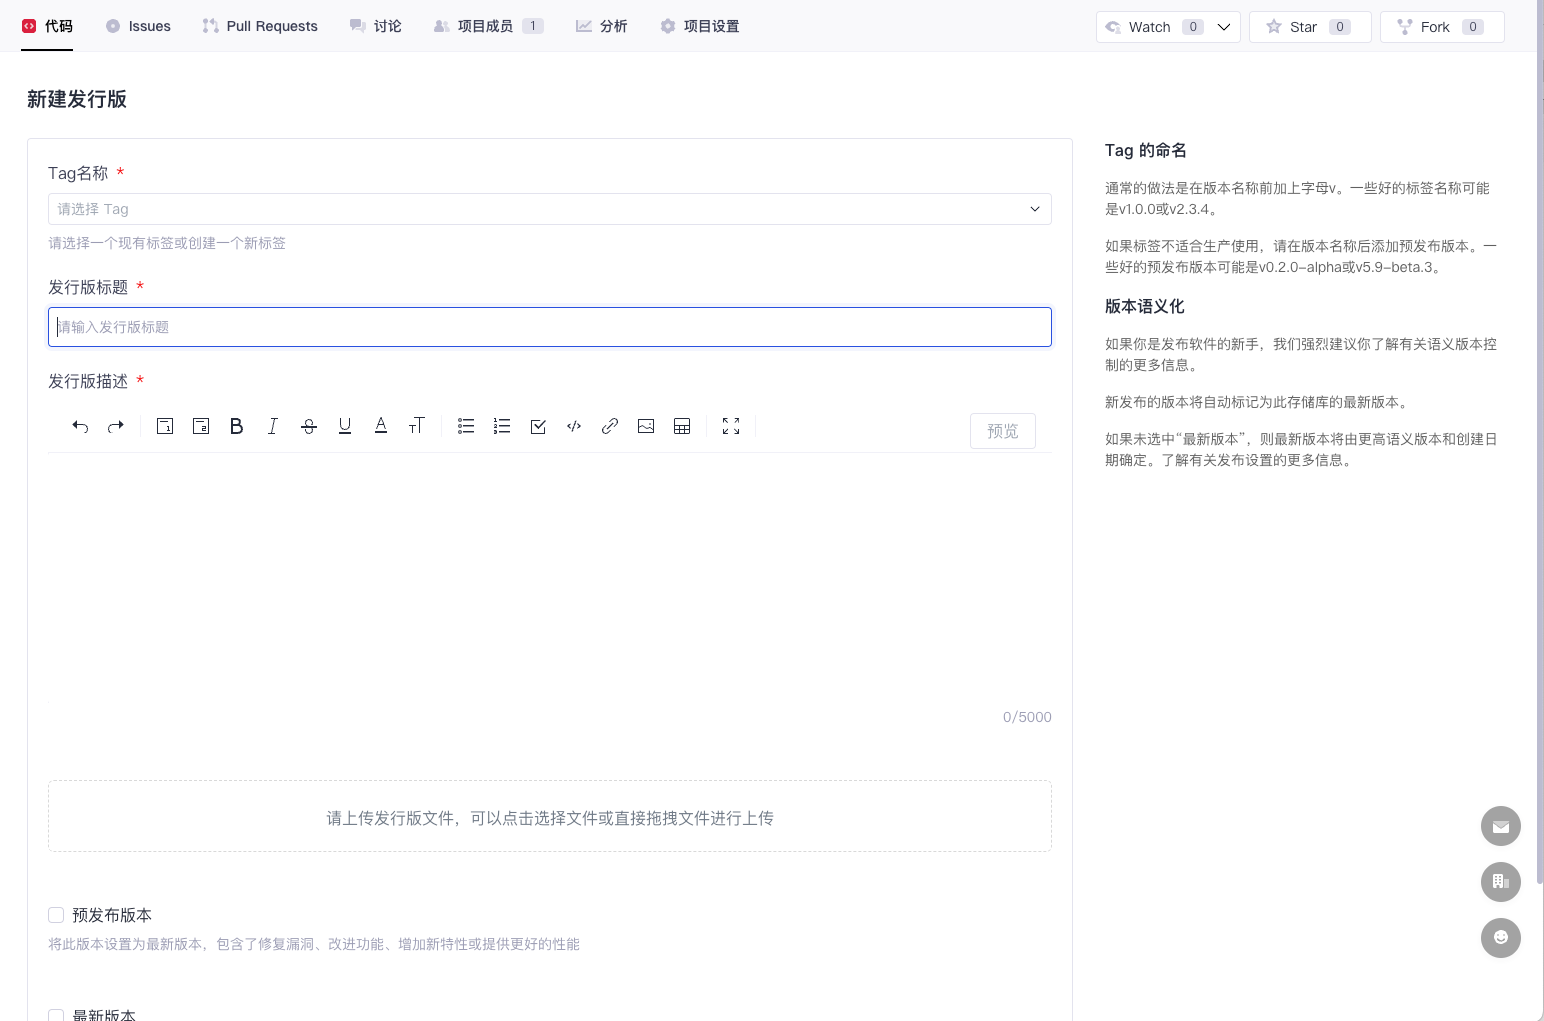 代码
Issues
Pull Requests
讨论
项目成员 1
分析
项目设置
Watch 0
Star 0
Fork 0
新建发行版
Tag名称 *
请选择 Tag
请选择一个现有标签或创建一个新标签
发行版标题 *
请输入发行版标题
发行版描述 *
预览
0/5000
请上传发行版文件，可以点击选择文件或直接拖拽文件进行上传
预发布版本
将此版本设置为最新版本，包含了修复漏洞、改进功能、增加新特性或提供更好的性能
最新版本
Tag 的命名
通常的做法是在版本名称前加上字母v。一些好的标签名称可能
是v1.0.0或v2.3.4。
如果标签不适合生产使用，请在版本名称后添加预发布版本。一
些好的预发布版本可能是v0.2.0-alpha或v5.9-beta.3。
版本语义化
如果你是发布软件的新手，我们强烈建议你了解有关语义版本控
制的更多信息。
新发布的版本将自动标记为此存储库的最新版本。
如果未选中“最新版本”，则最新版本将由更高语义版本和创建日
期确定。了解有关发布设置的更多信息。